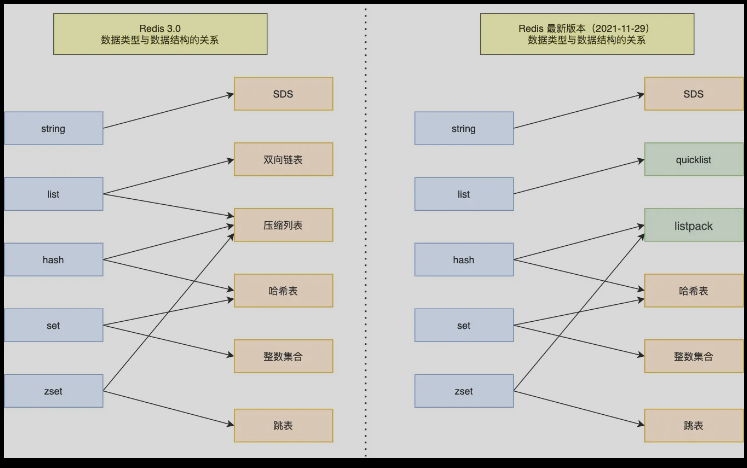 Redis 3.0
数据类型与数据结构的关系
string
list
hash
set
zset
SDS
双向链表
压缩列表
哈希表
整数集合
跳表
Redis 最新版本（2021-11-29）
数据类型与数据结构的关系
string
list
hash
set
zset
SDS
quicklist
listpack
哈希表
整数集合
跳表